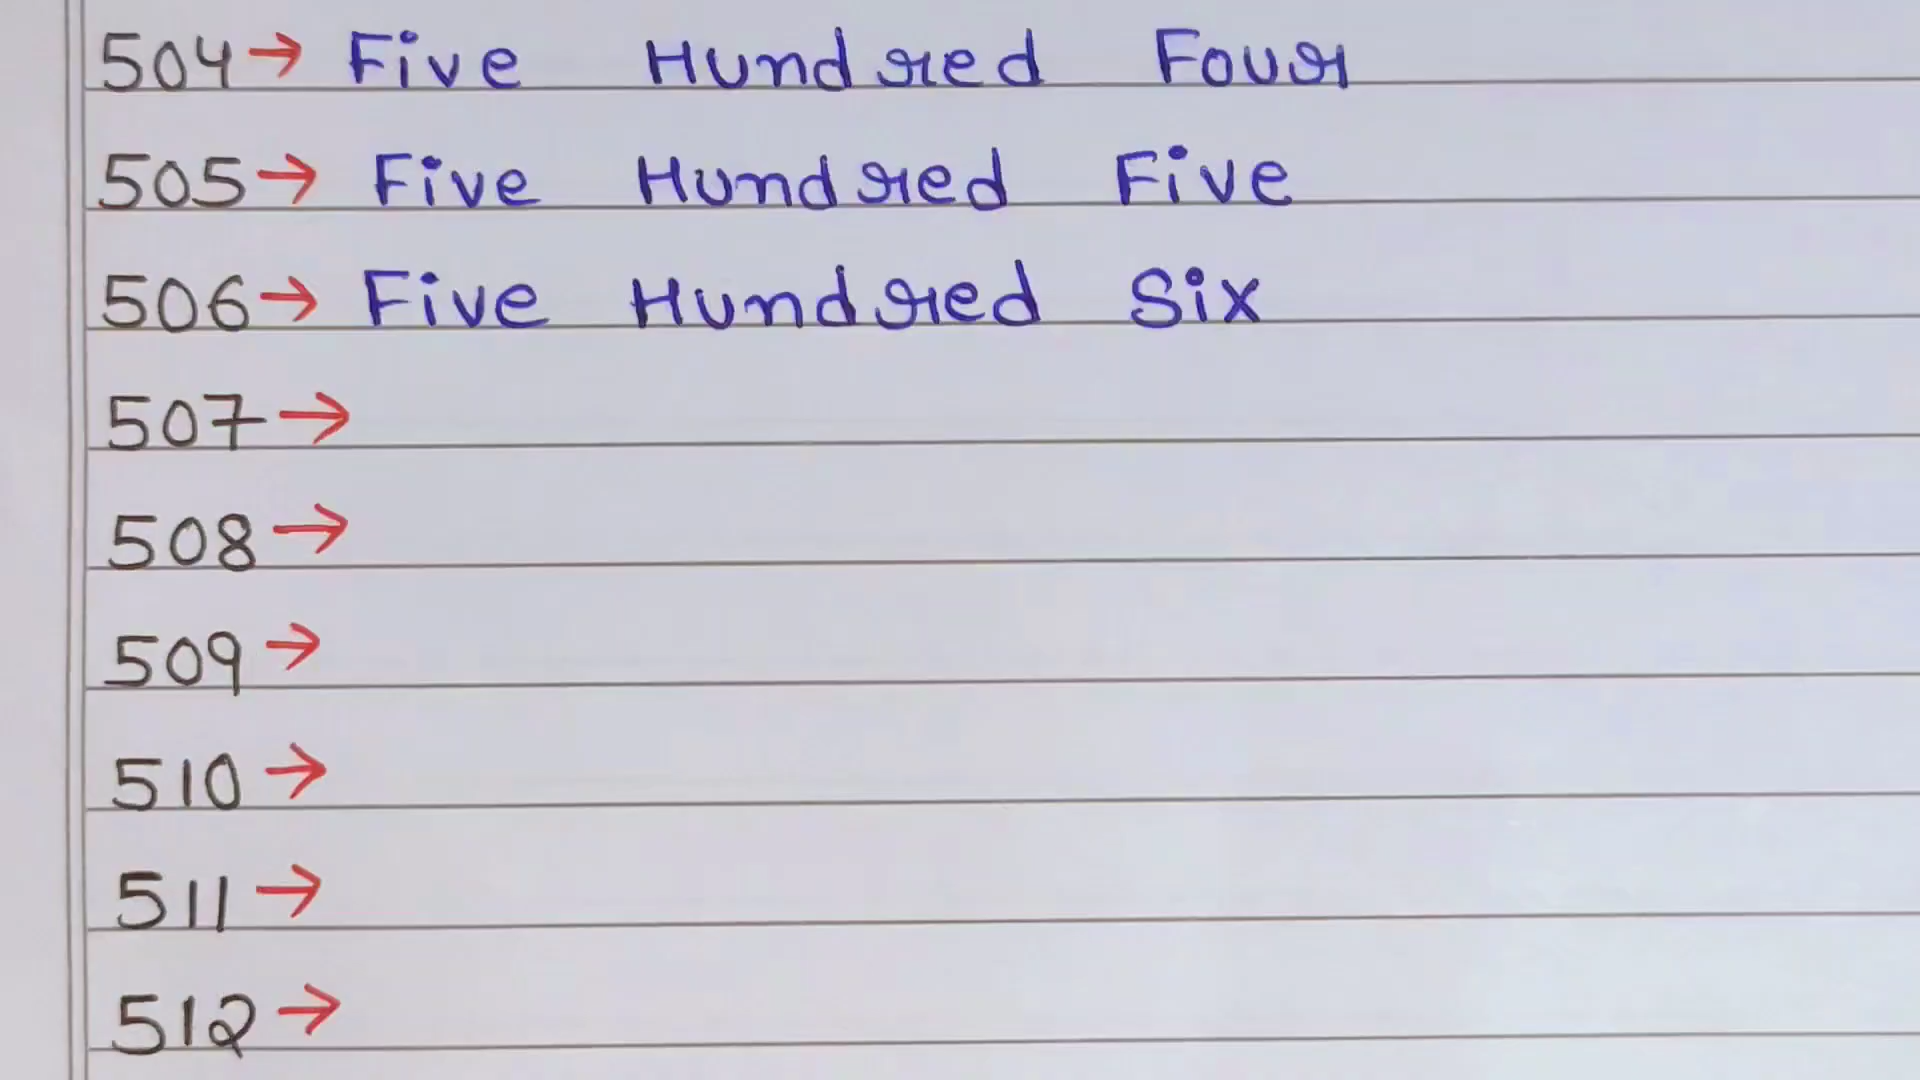 504→ Five Hundred Four
505→ Five Hundred Five
506→ Five Hundred Six
507→
508→
509→
510→
511→
512→